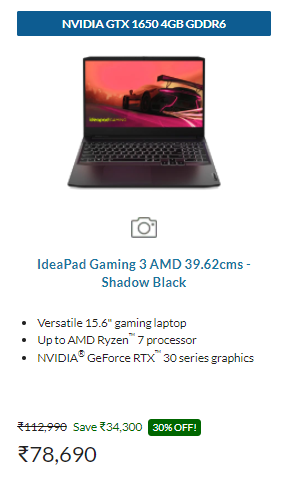 NVIDIA GTX 1650 4GB GDDR6
ideapad Gaming
IdeaPad Gaming 3 AMD 39.62cms -
Shadow Black
Versatile 15.6" gaming laptop
Up to AMD Ryzen™ 7 processor
NVIDIA® GeForce RTX™ 30 series graphics
₹112,990 Save ₹34,300 30% OFF!
₹78,690